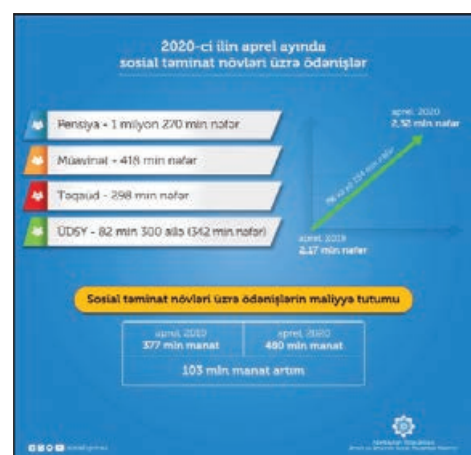 2020-ci ilin aprel ayında
sosial təminat növləri üzrə ödənişlər
Pensiya - 1 milyon 270 min nəfər
Müavinət - 418 min nəfər
Təqaüd - 298 min nəfər
ÜDSY - 82 min 300 ailə (342 min nəfər)
aprel, 2020
2,32 mln nəfər
aprel, 2019
2,17 mln nəfər
Sosial təminat növləri üzrə ödənişlərin maliyyə tutumu
aprel, 2019
377 mln manat
aprel, 2020
480 mln manat
103 mln manat artım
Azərbaycan Respublikası